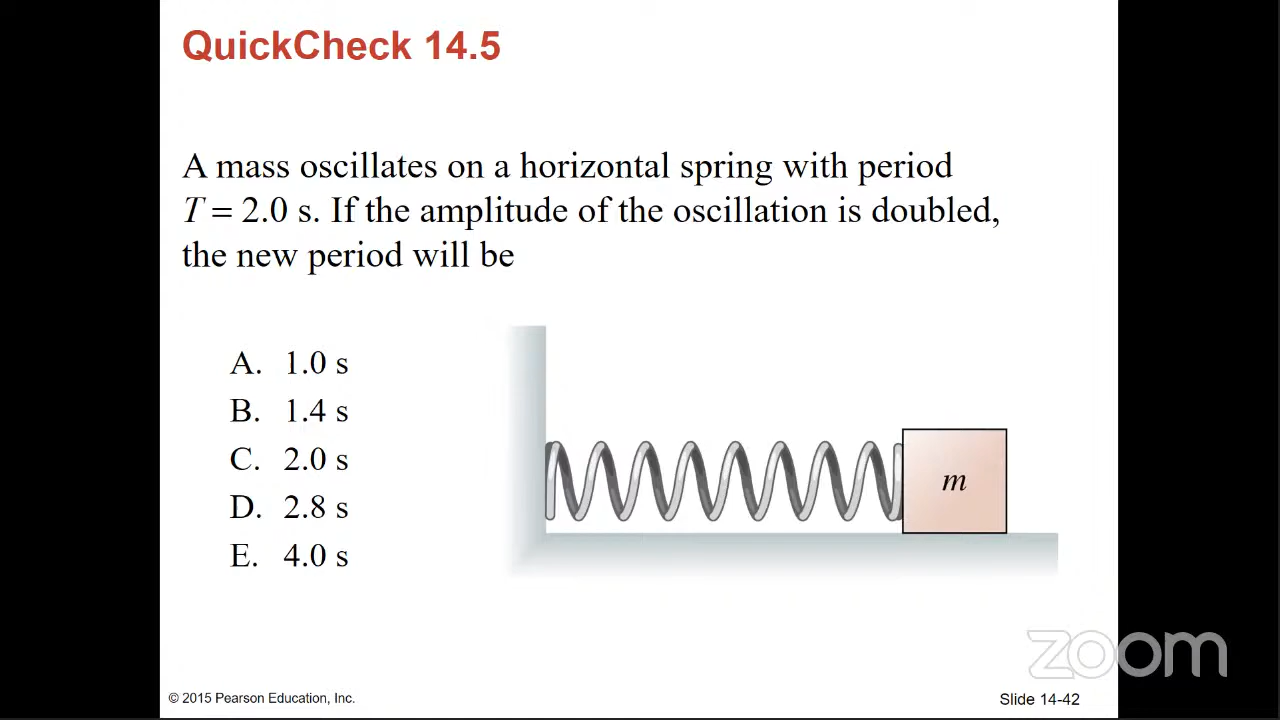 QuickCheck 14.5
A mass oscillates on a horizontal spring with period
T = 2.0 s. If the amplitude of the oscillation is doubled,
the new period will be
A. 1.0 s
B. 1.4 s
C. 2.0 s
D. 2.8 s
E. 4.0 s
m
zoom
© 2015 Pearson Education, Inc.
Slide 14-42